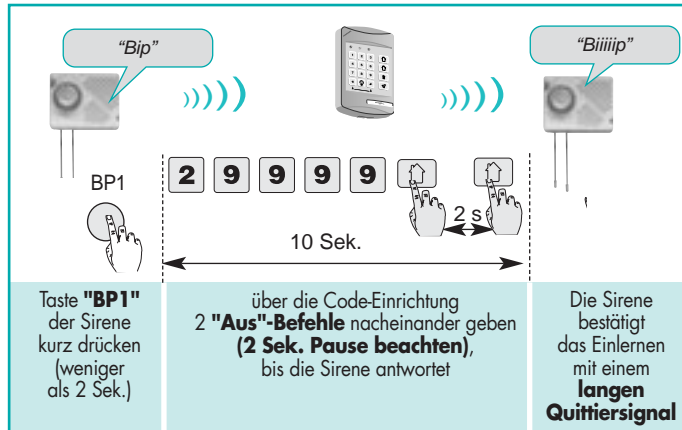 “Bip”
“Biiiiip”
BP1
2 9 9 9 9
2 s
10 Sek.
Taste "BP1"
der Sirene
kurz drücken
(weniger
als 2 Sek.)
über die Code-Einrichtung
2 "Aus"-Befehle nacheinander geben
(2 Sek. Pause beachten),
bis die Sirene antwortet
Die Sirene
bestätigt
das Einlernen
mit einem
langen
Quittiersignal